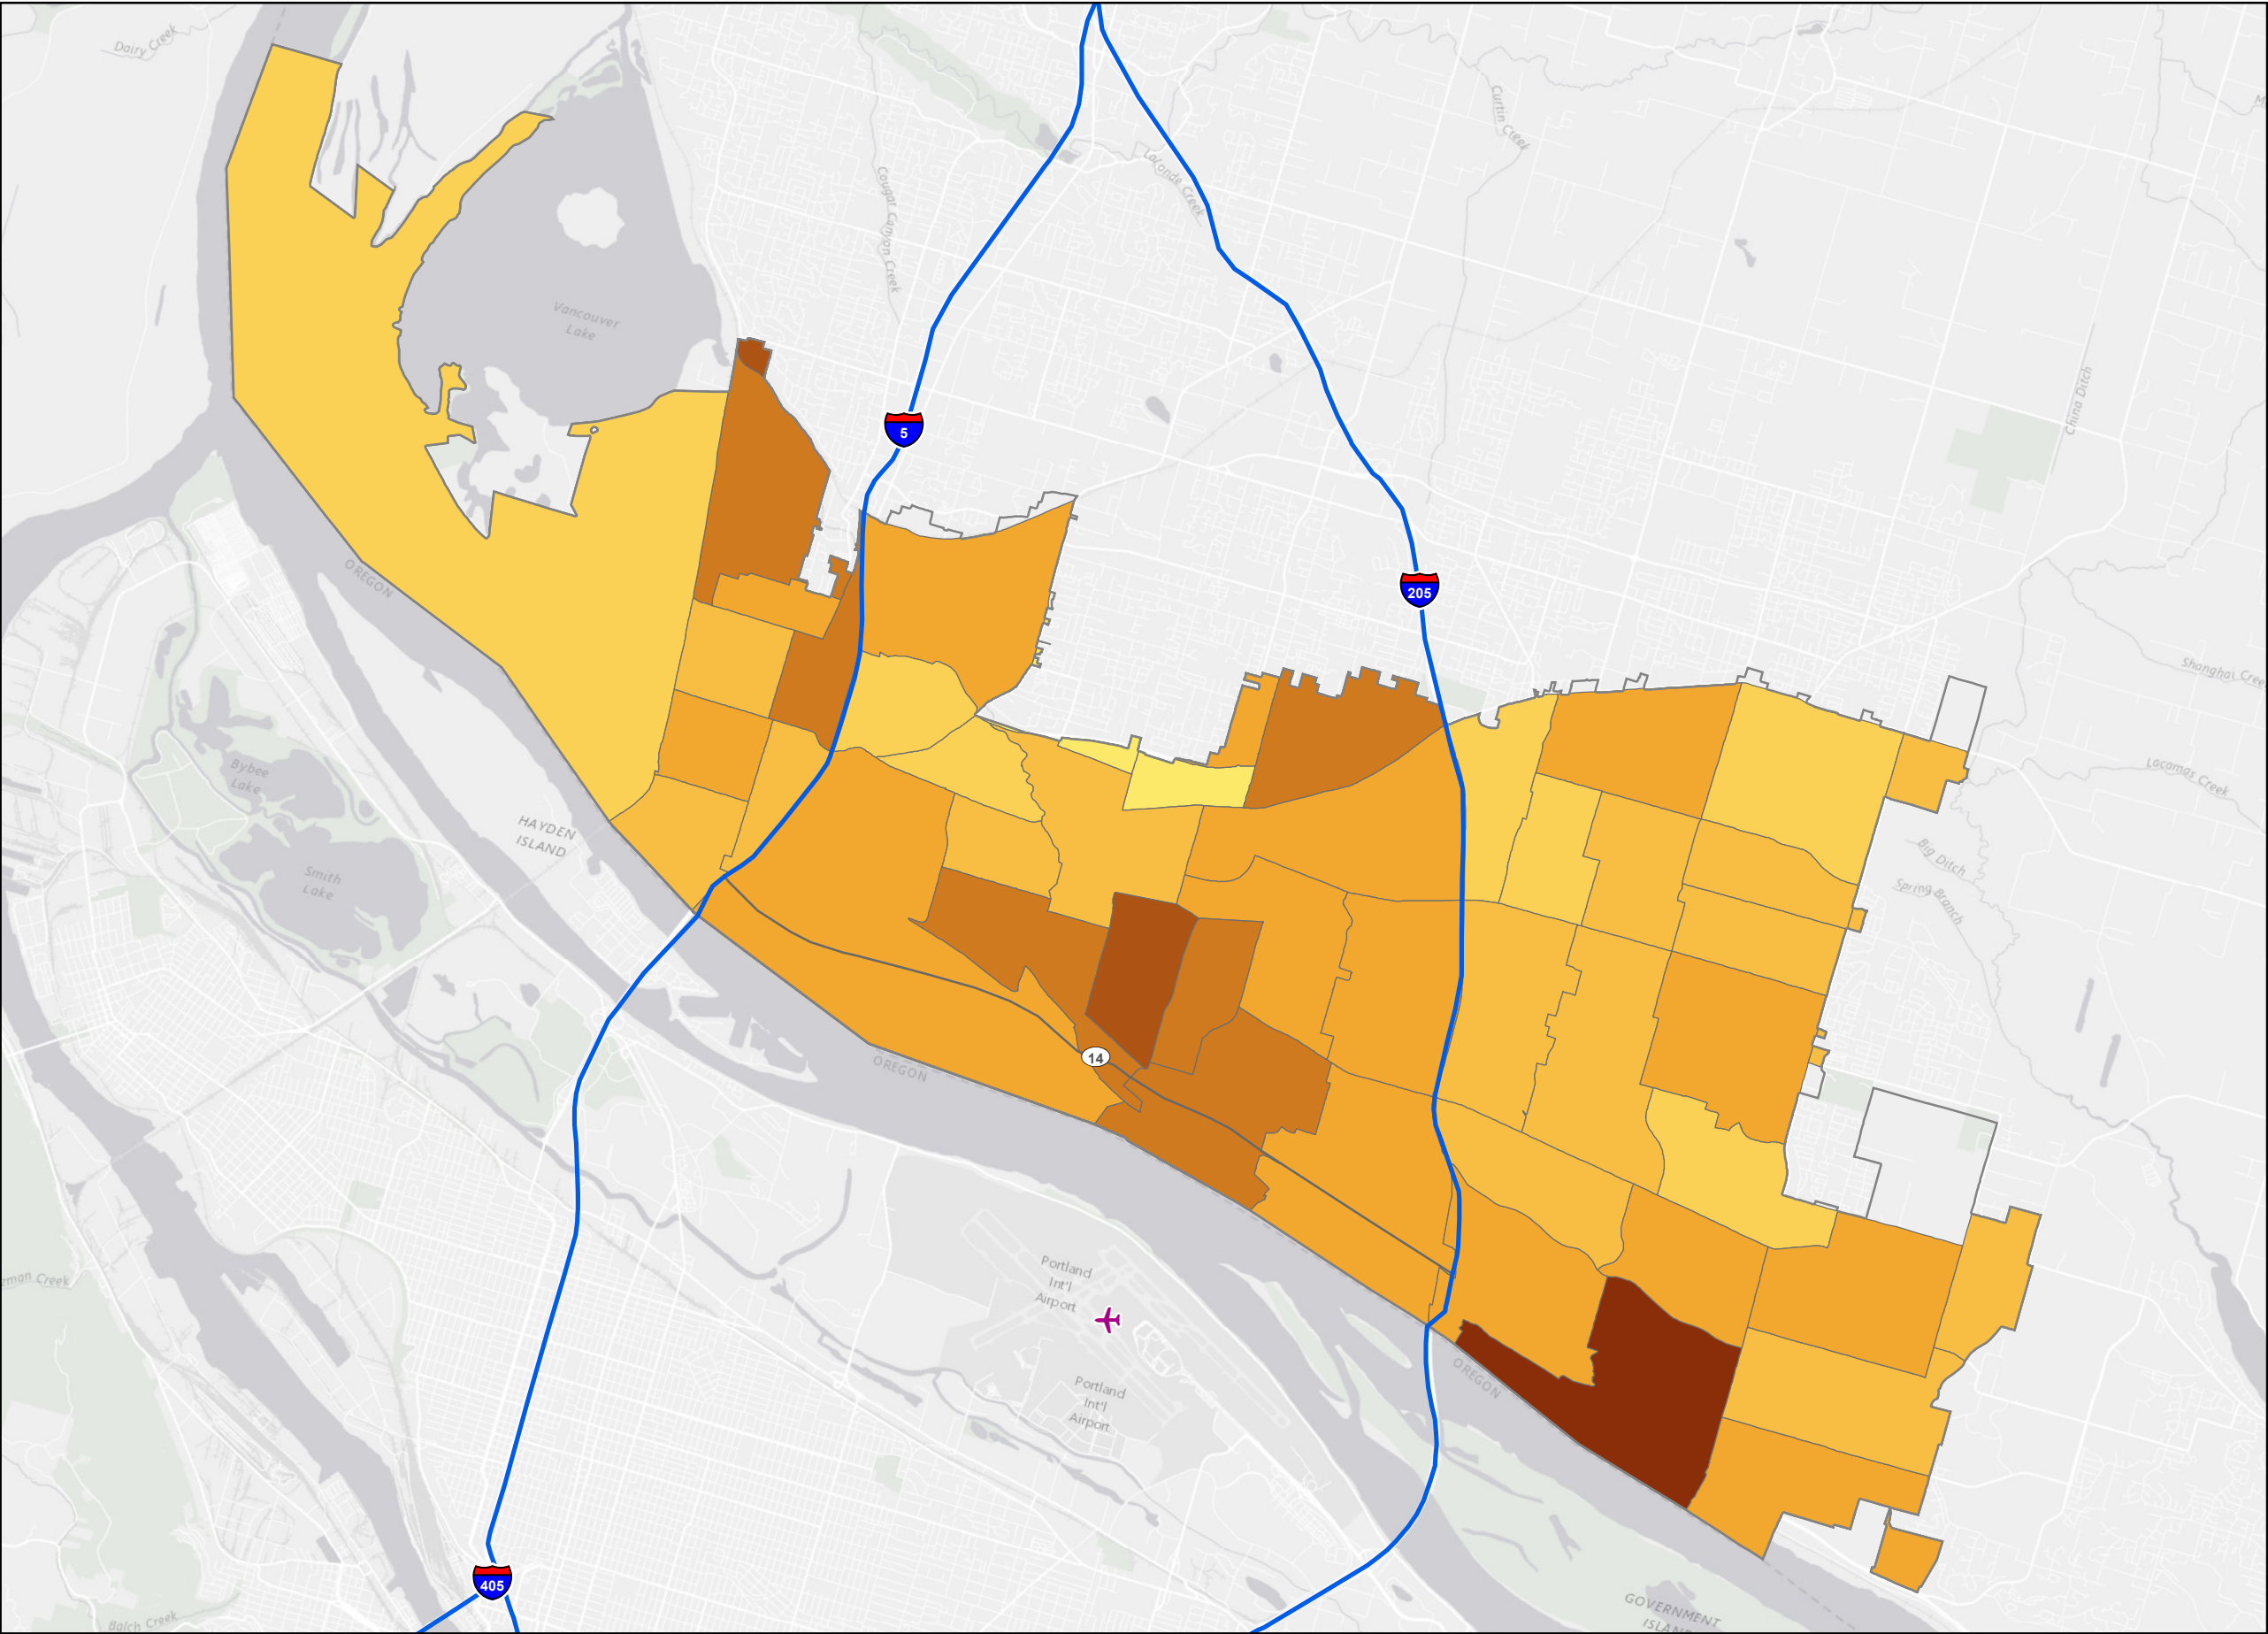 Dairy Creek
Curtin Creek
LaLonde Creek
Cougar Canyon Creek
Vancouver
Lake
5
China Ditch
205
OREGON
Shanghai Creek
Lacamas Creek
Bybee
Lake
HAYDEN
ISLAND
Big Ditch
Spring Branch
Smith
Lake
14
OREGON
Portland
Int'l
Airport
Creek
OREGON
Portland
Int'l
Airport
405
Balch Creek
GOVERNMENT
ISLAND